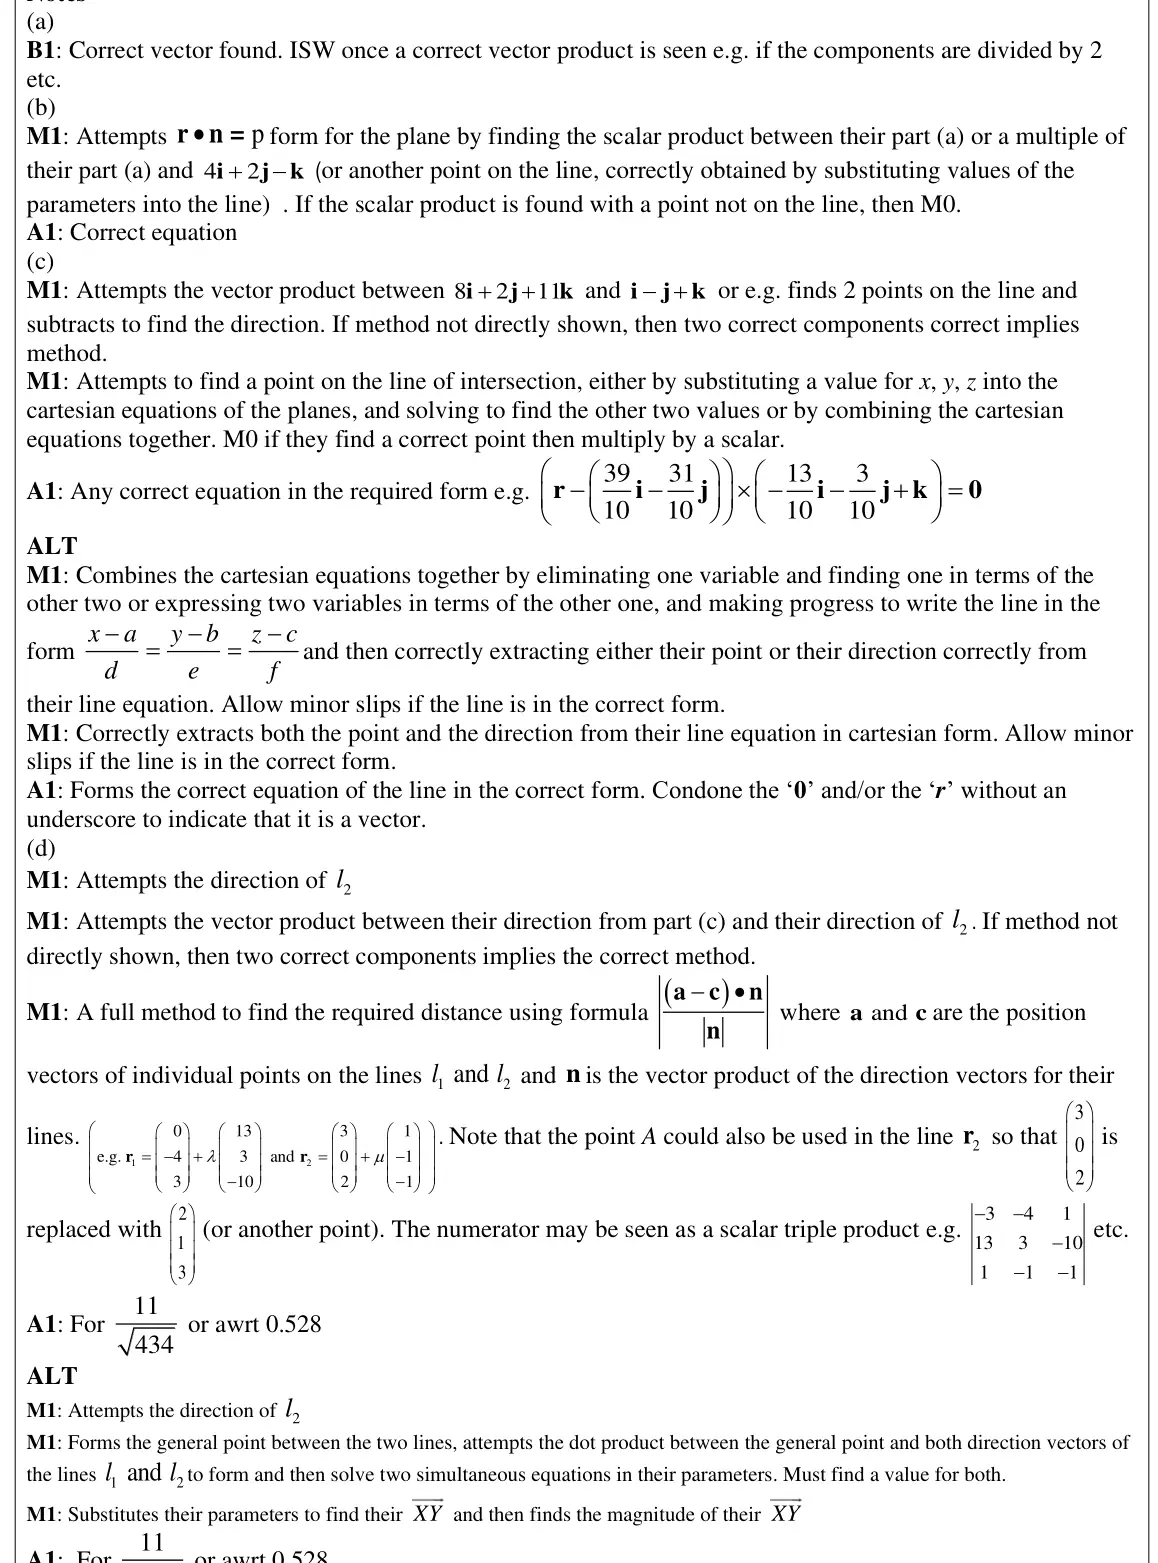 Notes
(a)
B1: Correct vector found. ISW once a correct vector product is seen e.g. if the components are divided by 2
etc.
(b)
M1: Attempts r • n = p form for the plane by finding the scalar product between their part (a) or a multiple of
their part (a) and 4i + 2j − k (or another point on the line, correctly obtained by substituting values of the
parameters into the line) . If the scalar product is found with a point not on the line, then M0.
A1: Correct equation
(c)
M1: Attempts the vector product between 8i + 2j + 11k and i − j + k or e.g. finds 2 points on the line and
subtracts to find the direction. If method not directly shown, then two correct components correct implies
method.
M1: Attempts to find a point on the line of intersection, either by substituting a value for x, y, z into the
cartesian equations of the planes, and solving to find the other two values or by combining the cartesian
equations together. M0 if they find a correct point then multiply by a scalar.
A1: Any correct equation in the required form e.g. (r − (39/10 i − 31/10 j)) × (−13/10 i − 3/10 j + k) = 0
ALT
M1: Combines the cartesian equations together by eliminating one variable and finding one in terms of the
other two or expressing two variables in terms of the other one, and making progress to write the line in the
form (x − a)/d = (y − b)/e = (z − c)/f and then correctly extracting either their point or their direction correctly from
their line equation. Allow minor slips if the line is in the correct form.
M1: Correctly extracts both the point and the direction from their line equation in cartesian form. Allow minor
slips if the line is in the correct form.
A1: Forms the correct equation of the line in the correct form. Condone the ‘0’ and/or the ‘r’ without an
underscore to indicate that it is a vector.
(d)
M1: Attempts the direction of l₂
M1: Attempts the vector product between their direction from part (c) and their direction of l₂. If method not
directly shown, then two correct components implies the correct method.
M1: A full method to find the required distance using formula |(a − c) • n / |n|| where a and c are the position
vectors of individual points on the lines l₁ and l₂ and n is the vector product of the direction vectors for their
lines. (e.g. r₁ = (0 −4 3) + λ(13 3 −10) and r₂ = (3 0 2) + μ(1 −1 −1)). Note that the point A could also be used in the line r₂ so that (3 0 2) is
replaced with (2 1 3) (or another point). The numerator may be seen as a scalar triple product e.g. |−3 −4 1 13 3 −10 1 −1 −1| etc.
A1: For 11/√434 or awrt 0.528
ALT
M1: Attempts the direction of l₂
M1: Forms the general point between the two lines, attempts the dot product between the general point and both direction vectors of
the lines l₁ and l₂ to form and then solve two simultaneous equations in their parameters. Must find a value for both.
M1: Substitutes their parameters to find their XY and then finds the magnitude of their XY
A1: For 11 or awrt 0.528